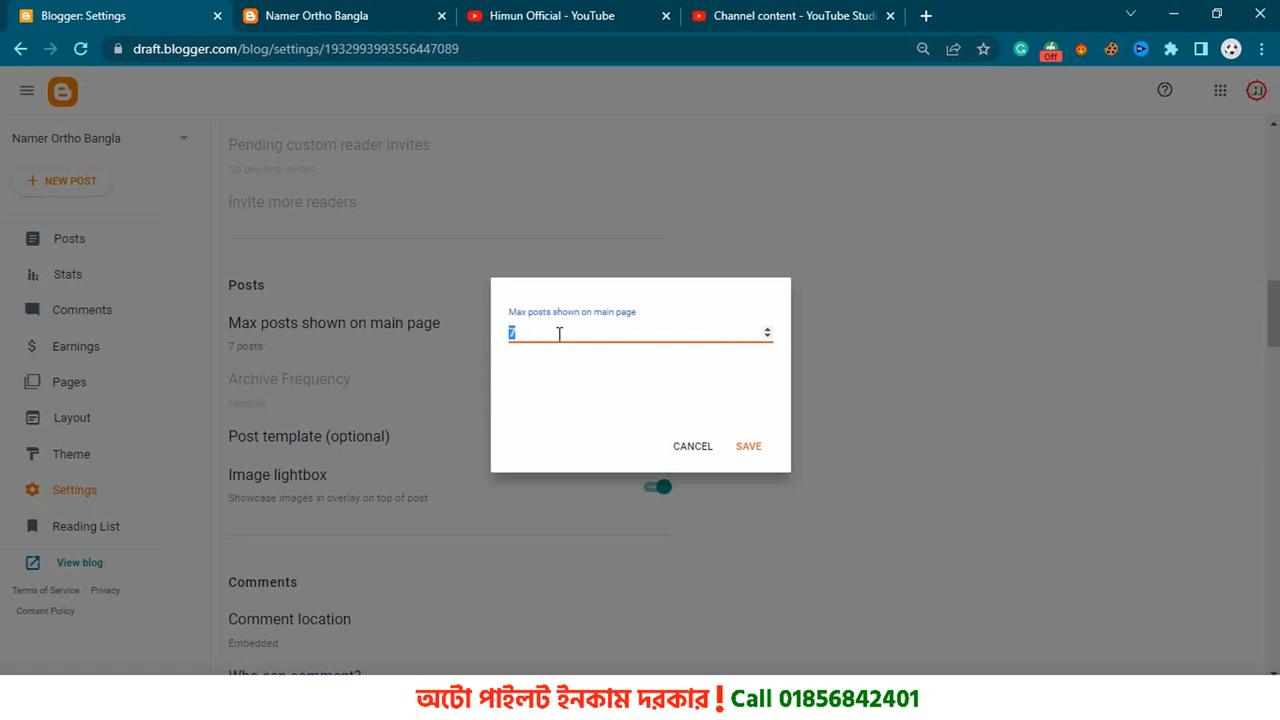 Blogger: Settings
Namer Ortho Bangla
Himun Official - YouTube
Channel content - YouTube Studi
draft.blogger.com/blog/settings/1932993993556447089
Off
Namer Ortho Bangla
NEW POST
Posts
Stats
Comments
Earnings
Pages
Layout
Theme
Settings
Reading List
View blog
Terms of Service Privacy
Content Policy
Pending custom reader invites
No pending invites
Invite more readers
Posts
Max posts shown on main page
7 posts
Archive Frequency
Monthly
Post template (optional)
Image lightbox
Showcase images in overlay on top of post
Comments
Comment location
Embedded
Who can comment?
Max posts shown on main page
7
CANCEL SAVE
অটো পাইলট ইনকাম দরকার ! Call 01856842401